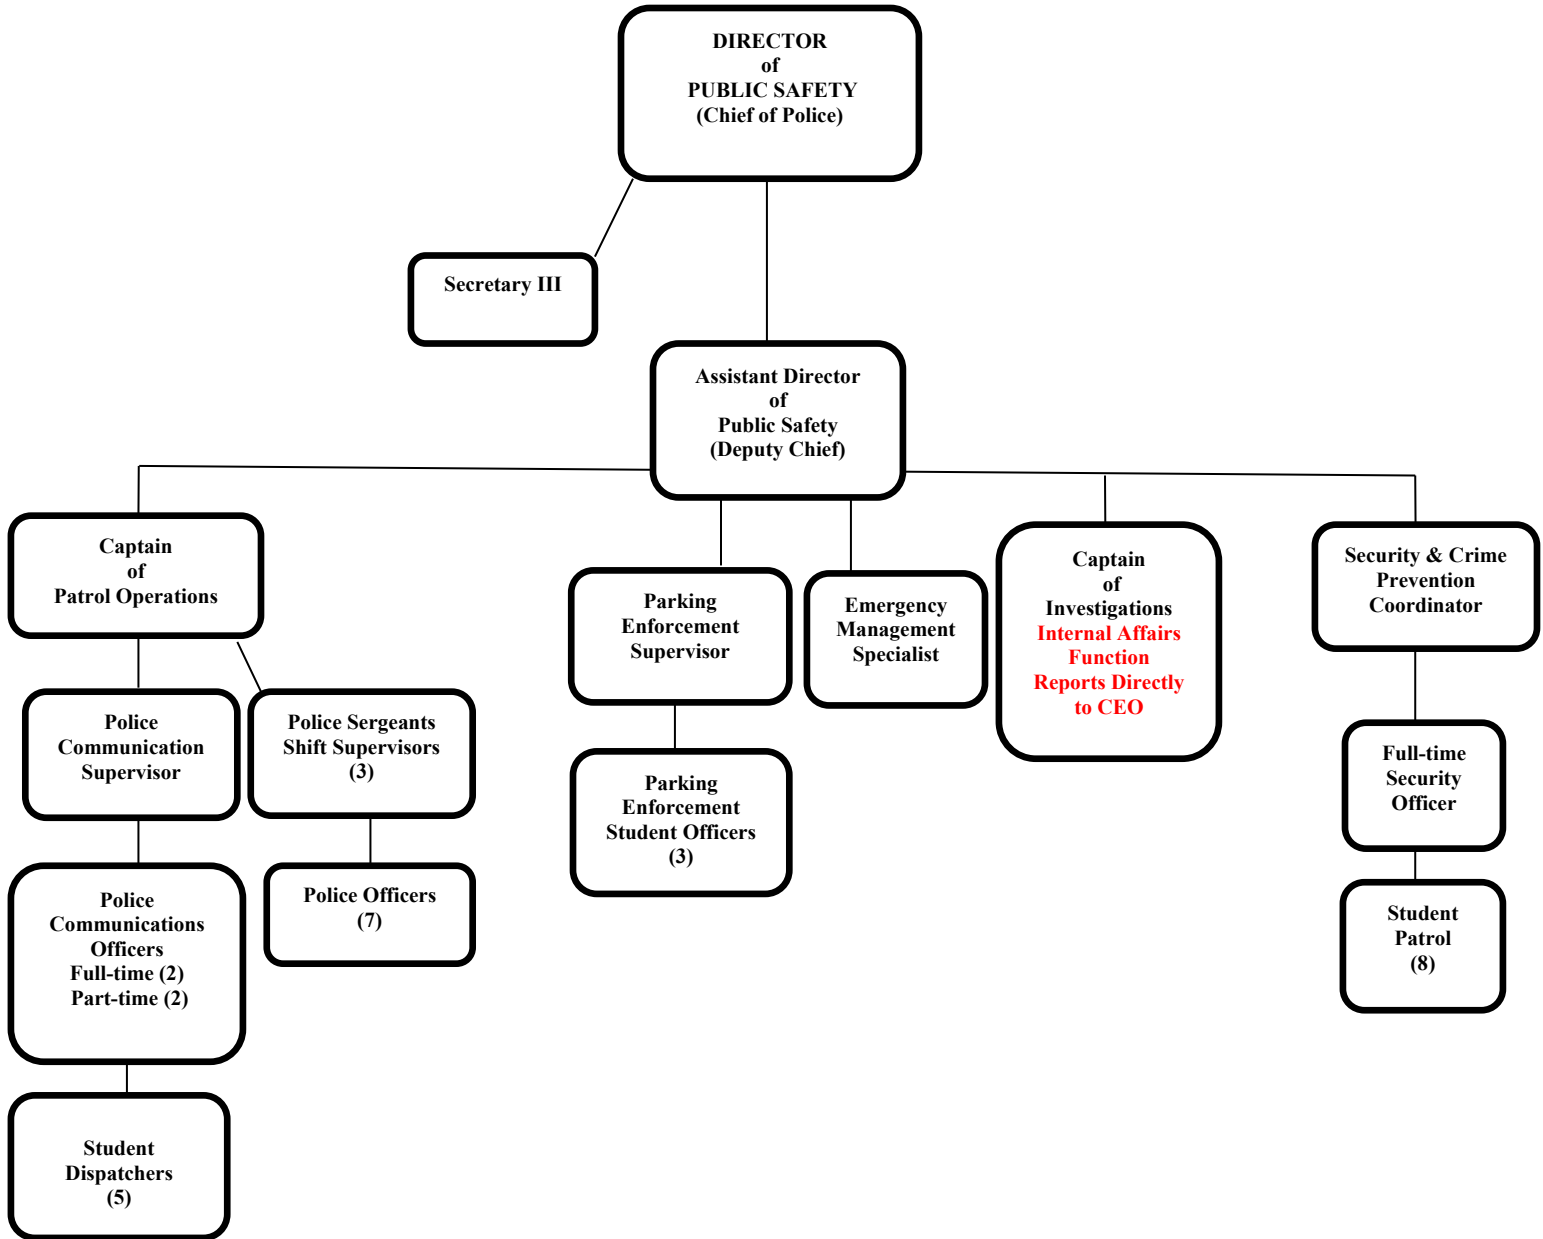 DIRECTOR
of
PUBLIC SAFETY
(Chief of Police)
Secretary III
Assistant Director
of
Public Safety
(Deputy Chief)
Captain
of
Patrol Operations
Parking
Enforcement
Supervisor
Emergency
Management
Specialist
Captain
of
Investigations
Internal Affairs
Function
Reports Directly
to CEO
Security & Crime
Prevention
Coordinator
Police
Communication
Supervisor
Police Sergeants
Shift Supervisors
(3)
Parking
Enforcement
Student Officers
(3)
Full-time
Security
Officer
Police
Communications
Officers
Full-time (2)
Part-time (2)
Police Officers
(7)
Student
Patrol
(8)
Student
Dispatchers
(5)